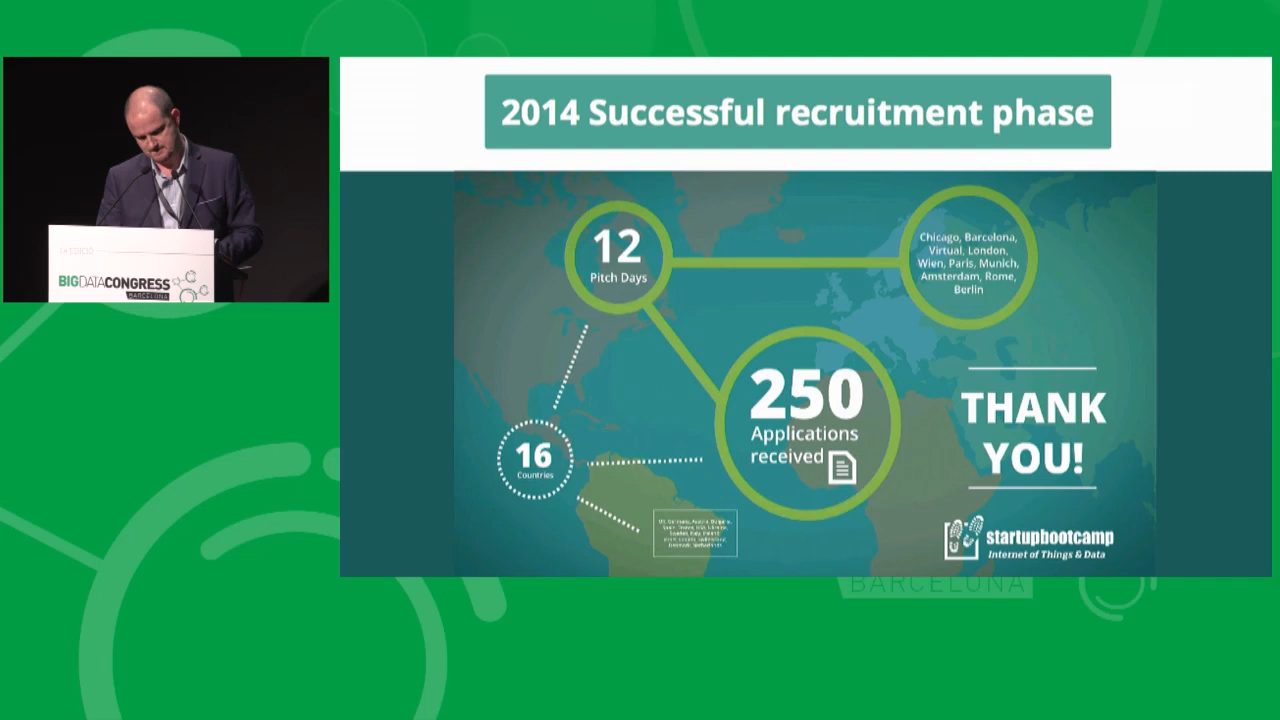 2014 Successful recruitment phase
12
Pitch Days
Chicago, Barcelona,
Virtual, London,
Wien, Paris, Munich,
Amsterdam, Rome,
Berlin
250
Applications
received
THANK
YOU!
16
Countries
startupbootcamp
Internet of Things & Data
EDICIÓ
BIGDATACONGRESS
BARCELONA
BARCELONA